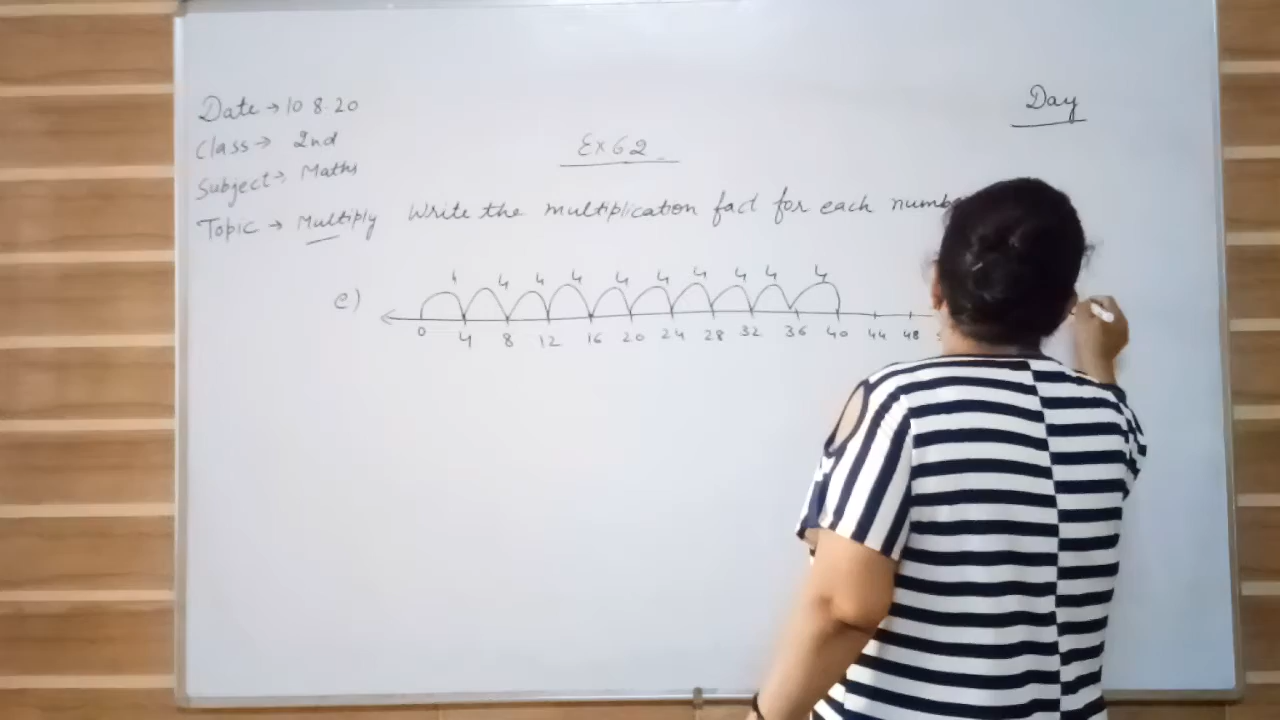 Day
Date → 10 8.20
Class → 2nd
Ex 6 2
Subject → Maths
Topic → Multiply Write the multiplication fact for each numbe
4 4 4 4 4 4 4 4 4 4
e)
0 4 8 12 16 20 24 28 32 36 40 44 48